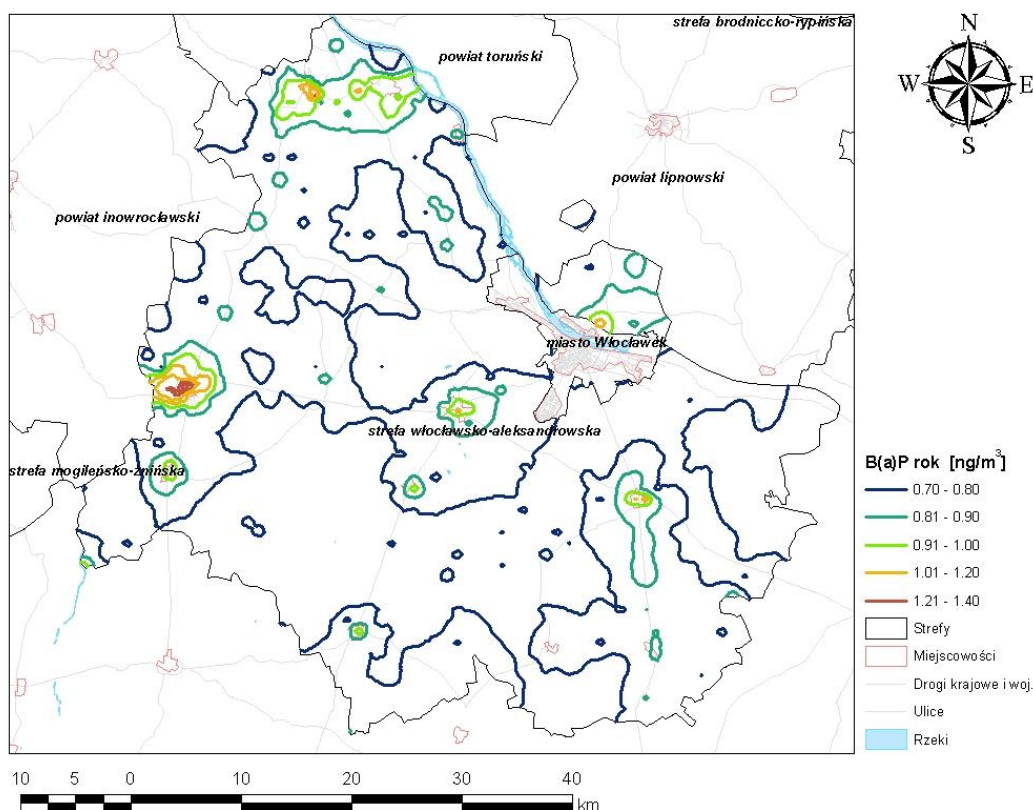 strefa brodniccko-rypińska
powiat toruński
N
W
E
S
powiat lipnowski
powiat inowrocławski
miasto Włocławek
strefa włocławsko-aleksandrowska
strefa mogileńsko-żnińska
B(a)P rok [ng/m³]
0.70 - 0.80
0.81 - 0.90
0.91 - 1.00
1.01 - 1.20
1.21 - 1.40
Strefy
Miejscowości
Drogi krajowe i woj.
Ulice
Rzeki
10 5 0 10 20 30 40
km